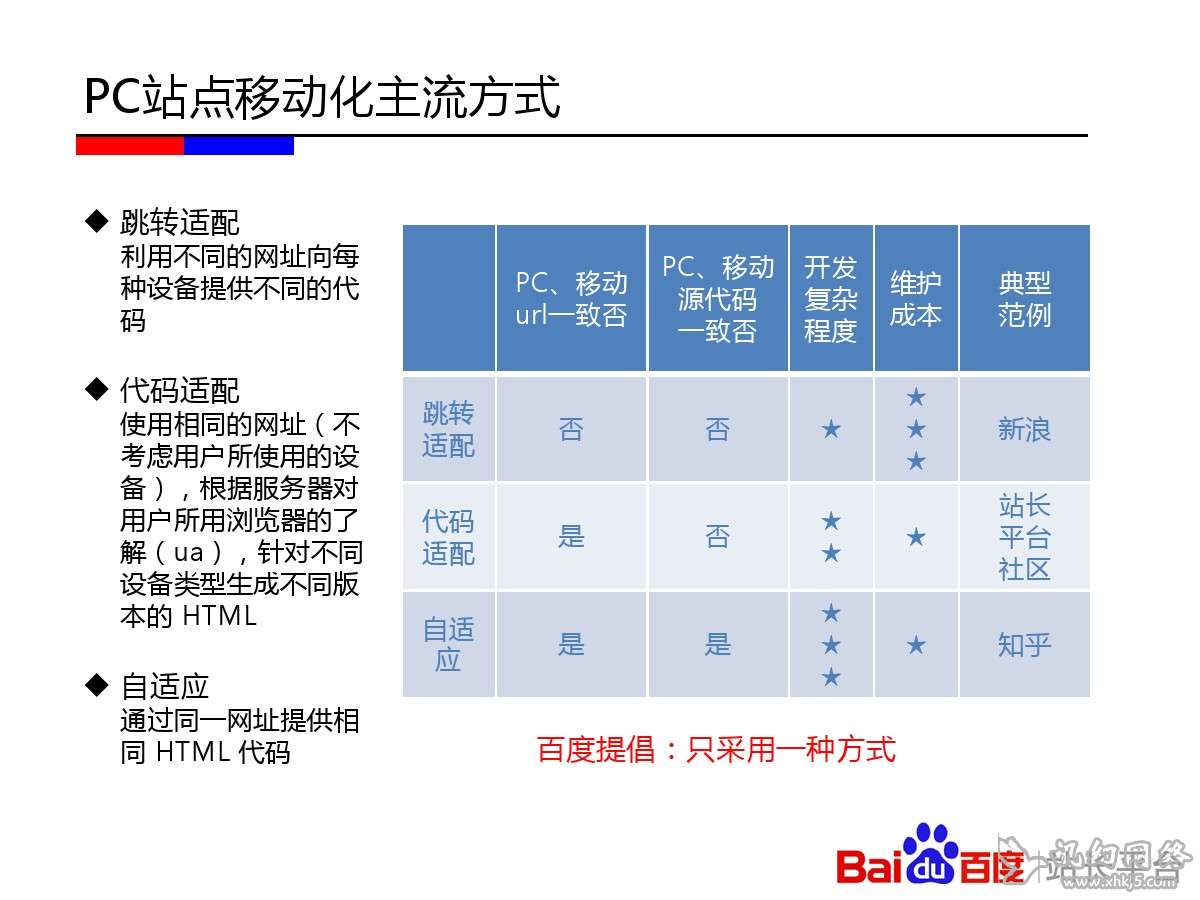 PC站点移动化主流方式
跳转适配
利用不同的网址向每
种设备提供不同的代
码
代码适配
使用相同的网址（不
考虑用户所使用的设
备），根据服务器对
用户所用浏览器的了
解（ua），针对不同
设备类型生成不同版
本的 HTML
自适应
通过同一网址提供相
同 HTML 代码
PC、移动
url一致否
PC、移动
源代码
一致否
开发
复杂
程度
维护
成本
典型
范例
跳转
适配
否
否
★
★
★
★
新浪
代码
适配
是
否
★
★
★
站长
平台
社区
自适
应
是
是
★
★
★
★
知乎
百度提倡：只采用一种方式
Bai du 百度
站长平台
www.xhkj5.com